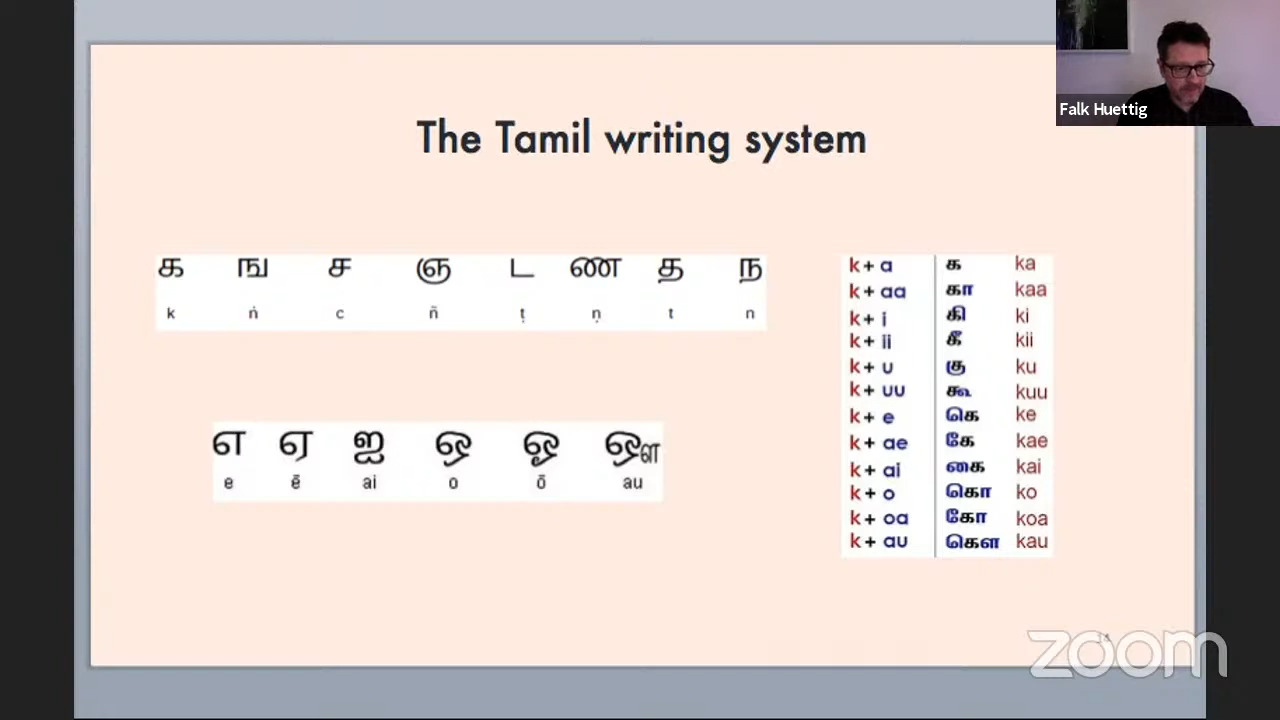 Falk Huettig
The Tamil writing system
க ங ச ஞ ட ண த ந
k ṅ c ñ ṭ ṇ t n
எ ஏ ஐ ஒ ஓ ஔ
e ē ai o ō au
k + a க ka
k + aa கா kaa
k + i கி ki
k + ii கீ kii
k + u கு ku
k + uu கூ kuu
k + e கெ ke
k + ae கே kae
k + ai கை kai
k + o கொ ko
k + oa கோ koa
k + au கௌ kau
zoom